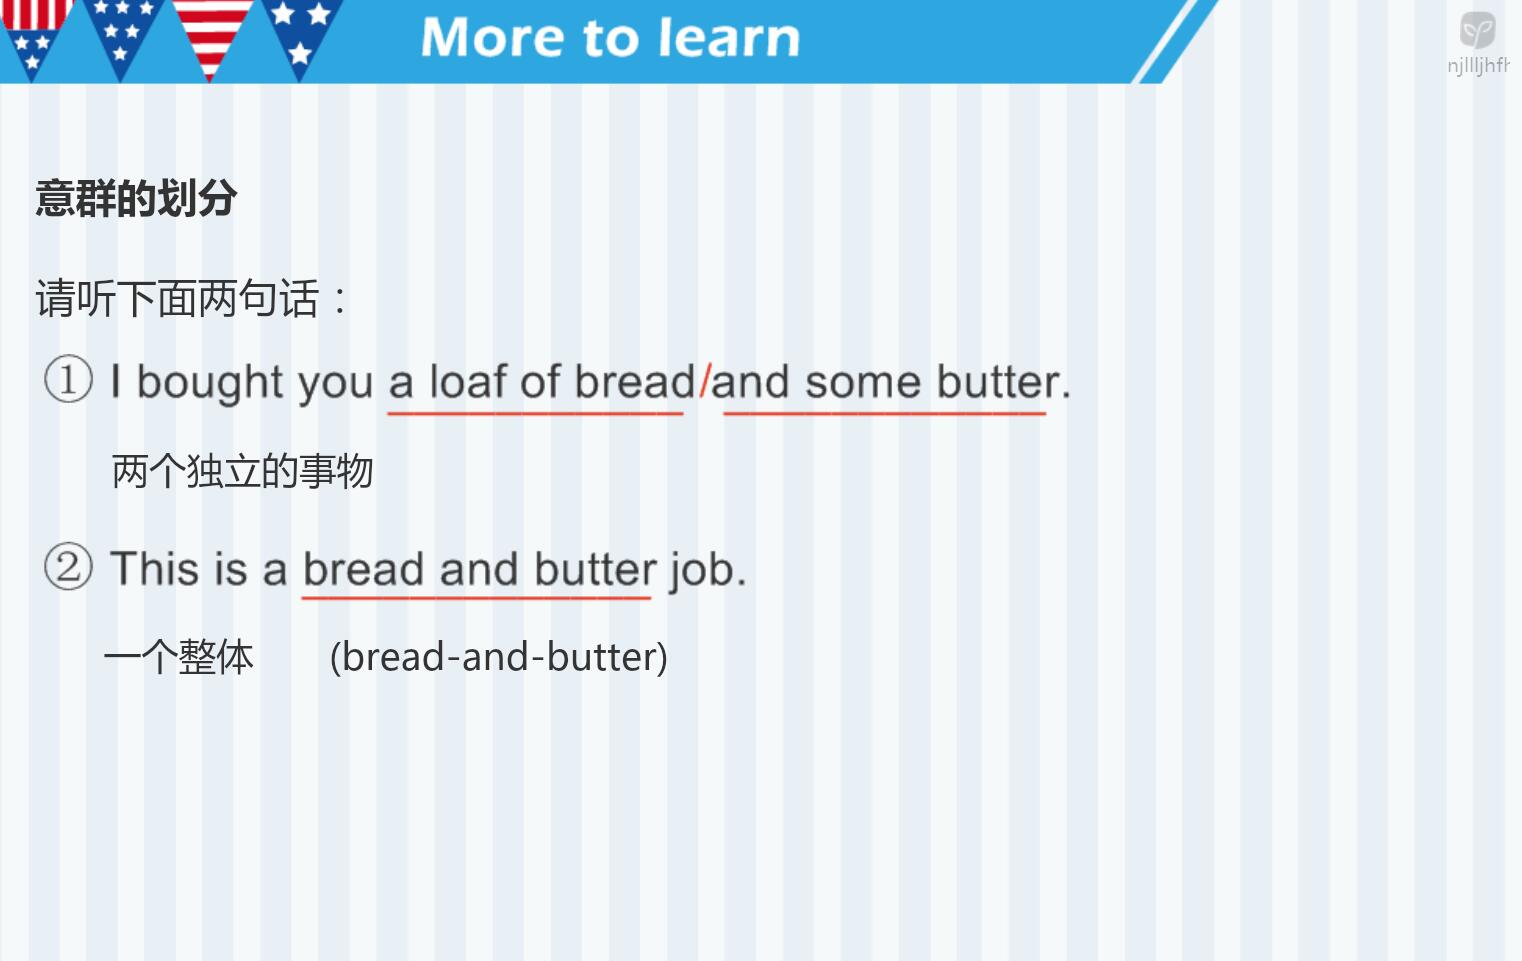 More to learn
njllljhfh
意群的划分
请听下面两句话：
① I bought you a loaf of bread/and some butter.
两个独立的事物
② This is a bread and butter job.
一个整体 (bread-and-butter)